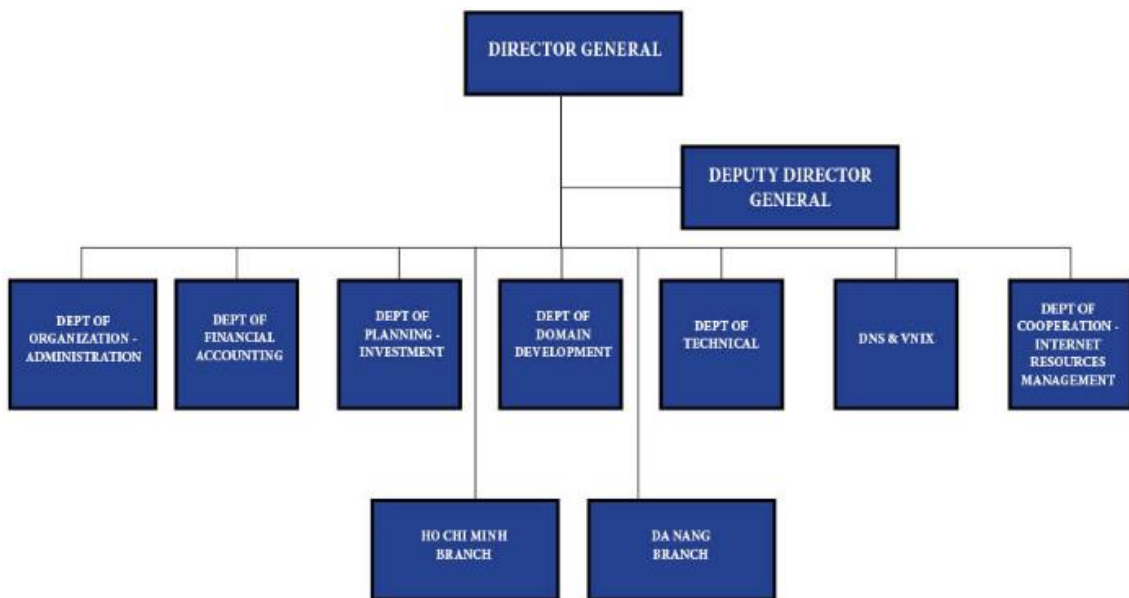 DIRECTOR GENERAL
DEPUTY DIRECTOR
GENERAL
DEPT OF
ORGANIZATION -
ADMINISTRATION
DEPT OF
FINANCIAL
ACCOUNTING
DEPT OF
PLANNING -
INVESTMENT
DEPT OF
DOMAIN
DEVELOPMENT
DEPT OF
TECHNICAL
DNS & VNIX
DEPT OF
COOPERATION -
INTERNET
RESOURCES
MANAGEMENT
HO CHI MINH
BRANCH
DA NANG
BRANCH